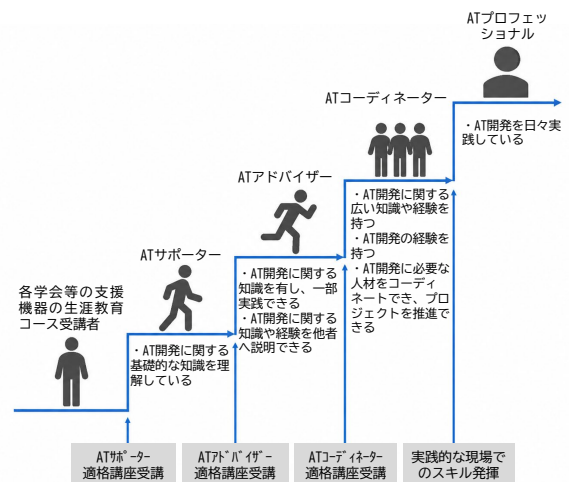 ATプロフェッ
ショナル
・AT開発を日々実
践している
ATコーディネーター
・AT開発に関する
広い知識や経験を
持つ
・AT開発の経験を
持つ
・AT開発に必要な
人材をコーディ
ネートでき、プロ
ジェクトを推進で
きる
ATアドバイザー
・AT開発に関する
知識を有し、一部
実践できる
・AT開発に関する
知識や経験を他者
へ説明できる
ATサポーター
・AT開発に関する
基礎的な知識を理
解している
各学会等の支援
機器の生涯教育
コース受講者
ATｻﾎﾟｰﾀｰ
適格講座受講
ATｱﾄﾞﾊﾞｲｻﾞｰ
適格講座受講
ATｺｰﾃﾞｨﾈｰﾀｰ
適格講座受講
実践的な現場で
のスキル発揮